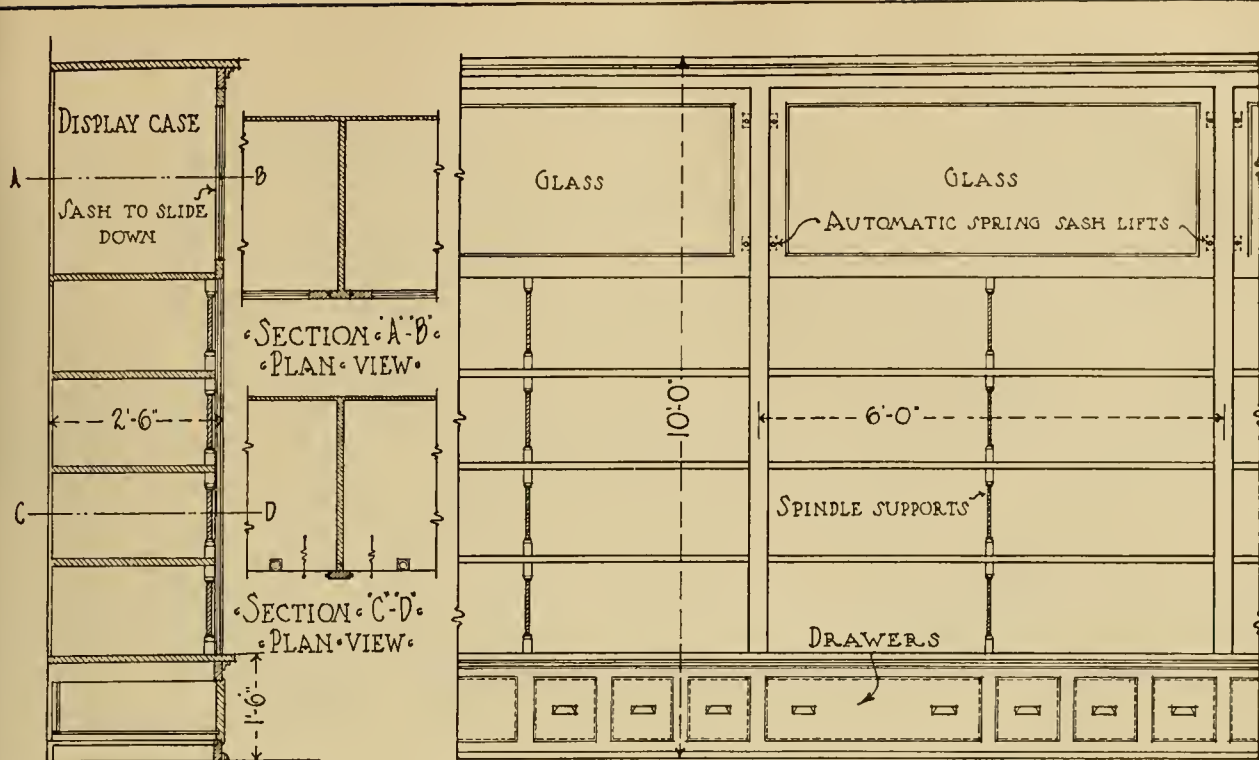 DISPLAY CASE
A
B
SASH TO SLIDE
DOWN
SECTION "A"-"B"
PLAN VIEW
2'-6"
C
D
SECTION "C"-"D"
PLAN VIEW
1'-6"
GLASS
GLASS
AUTOMATIC SPRING SASH LIFTS
10'-0"
6'-0"
SPINDLE SUPPORTS
DRAWERS